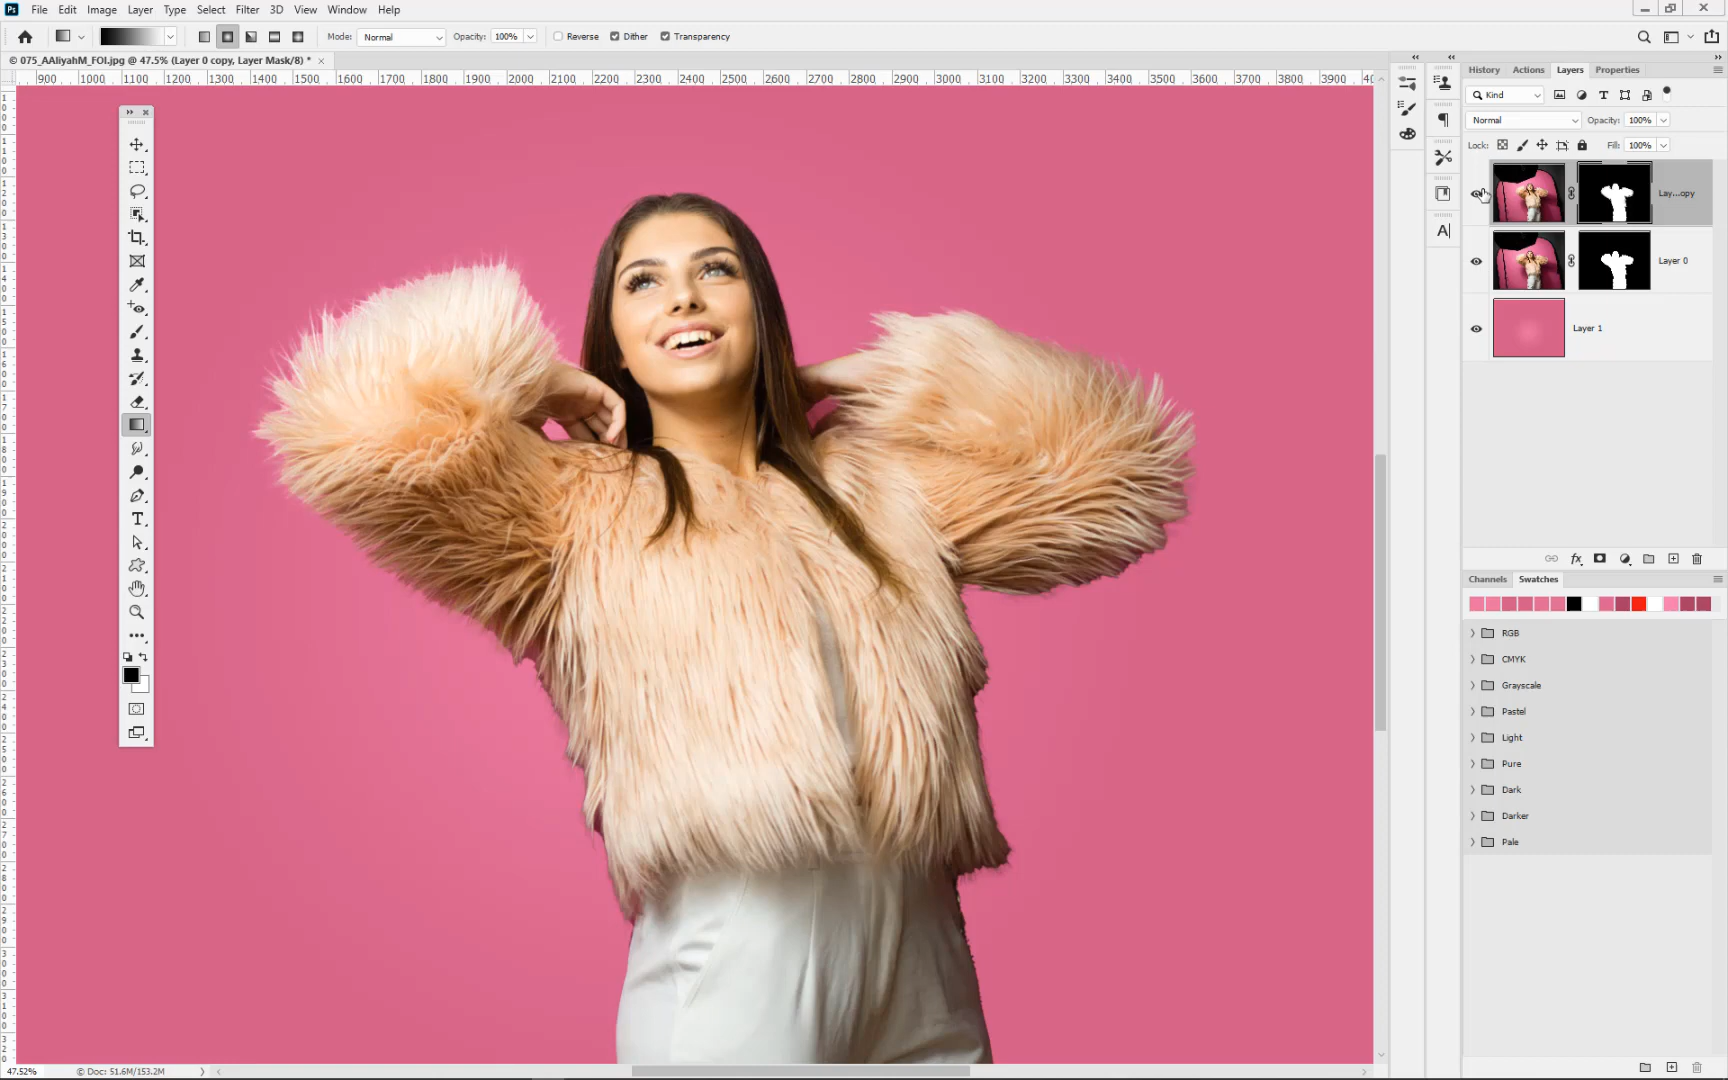 Ps File Edit Image Layer Type Select Filter 3D View Window Help
Mode: Normal Opacity: 100% Reverse Dither Transparency
© 075_AAliyahM_FOI.jpg @ 47.5% (Layer 0 copy, Layer Mask/8) * ×
900 1000 1100 1200 1300 1400 1500 1600 1700 1800 1900 2000 2100 2200 2300 2400 2500 2600 2700 2800 2900 3000 3100 3200 3300 3400 3500 3600 3700 3800 3900
History Actions Layers Properties
Kind
Normal Opacity: 100%
Lock: Fill: 100%
Lay...opy
Layer 0
Layer 1
fx
Channels Swatches
RGB
CMYK
Grayscale
Pastel
Light
Pure
Dark
Darker
Pale
47.52% © Doc: 51.6M/153.2M